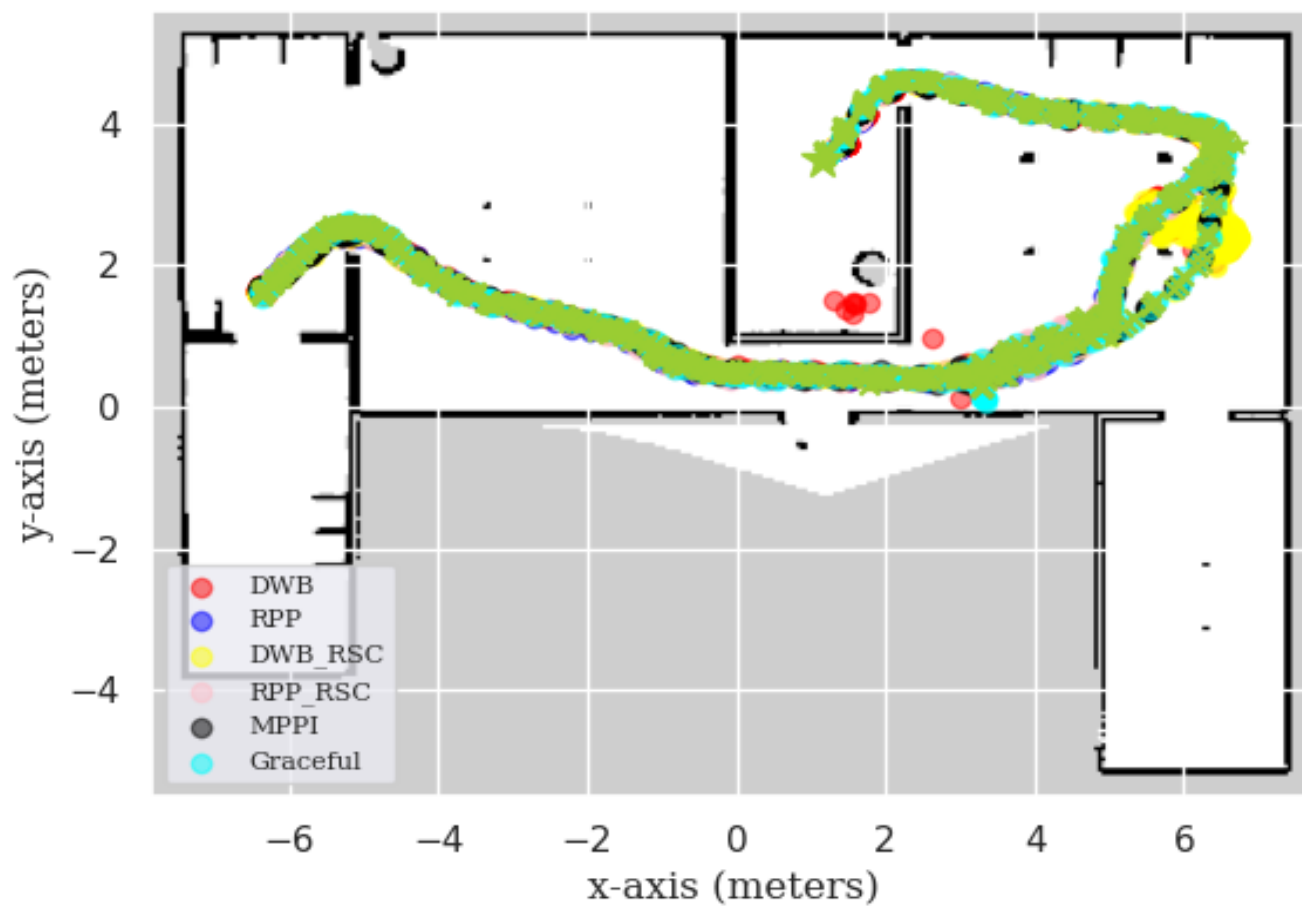 4
2
0
−2
−4
y-axis (meters)
DWB
RPP
DWB_RSC
RPP_RSC
MPPI
Graceful
−6 −4 −2 0 2 4 6
x-axis (meters)